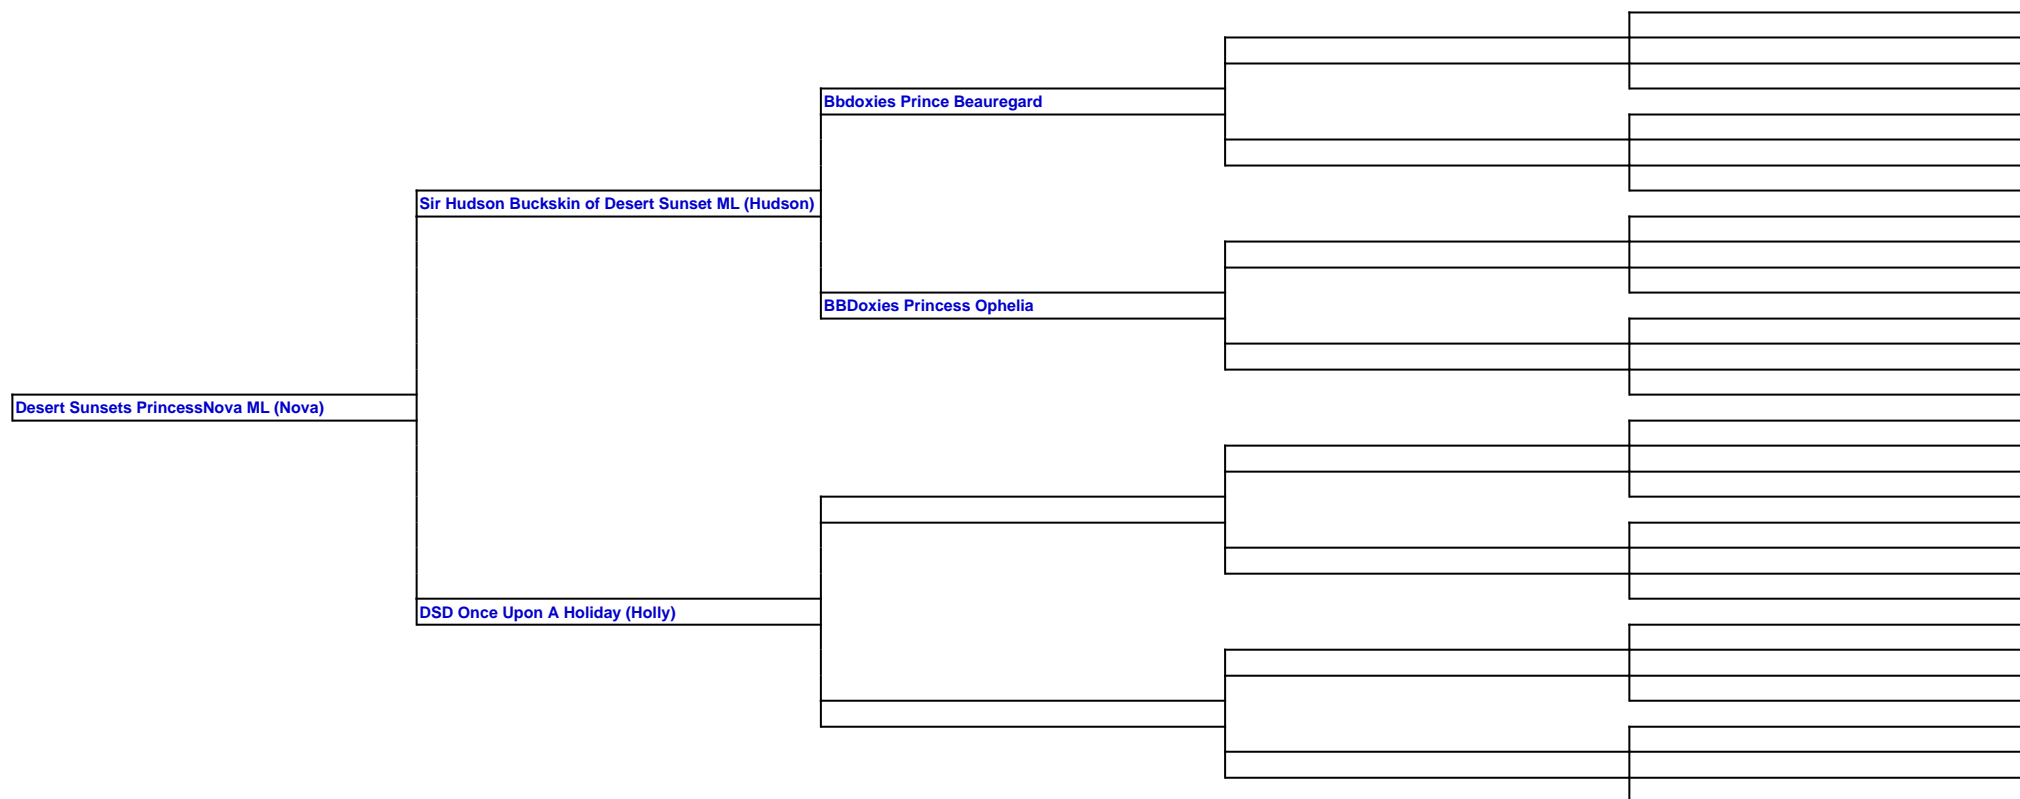 Bbdoxies Prince Beauregard
Sir Hudson Buckskin of Desert Sunset ML (Hudson)
BBDoxies Princess Ophelia
Desert Sunsets PrincessNova ML (Nova)
DSD Once Upon A Holiday (Holly)